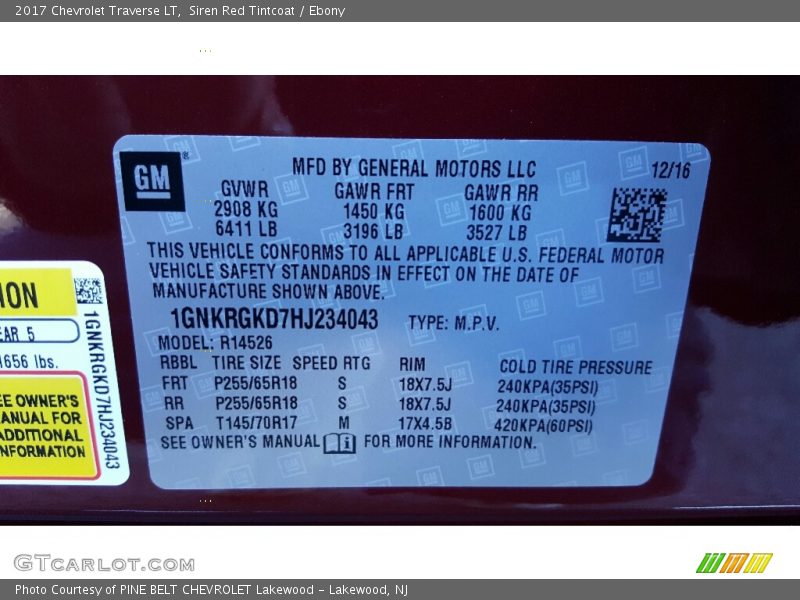 2017 Chevrolet Traverse LT, Siren Red Tintcoat / Ebony
GM®
MFD BY GENERAL MOTORS LLC 12/16
GVWR GAWR FRT GAWR RR
2908 KG 1450 KG 1600 KG
6411 LB 3196 LB 3527 LB
THIS VEHICLE CONFORMS TO ALL APPLICABLE U.S. FEDERAL MOTOR
VEHICLE SAFETY STANDARDS IN EFFECT ON THE DATE OF
MANUFACTURE SHOWN ABOVE.
1GNKRGKD7HJ234043 TYPE: M.P.V.
MODEL: R14526
RBBL TIRE SIZE SPEED RTG RIM COLD TIRE PRESSURE
FRT P255/65R18 S 18X7.5J 240KPA(35PSI)
RR P255/65R18 S 18X7.5J 240KPA(35PSI)
SPA T145/70R17 M 17X4.5B 420KPA(60PSI)
SEE OWNER'S MANUAL FOR MORE INFORMATION.
ION
EAR 5
1656 lbs.
EE OWNER'S
ANUAL FOR
ADDITIONAL
NFORMATION
1GNKRGKD7HJ234043
GTcarlot.com
Photo Courtesy of PINE BELT CHEVROLET Lakewood - Lakewood, NJ